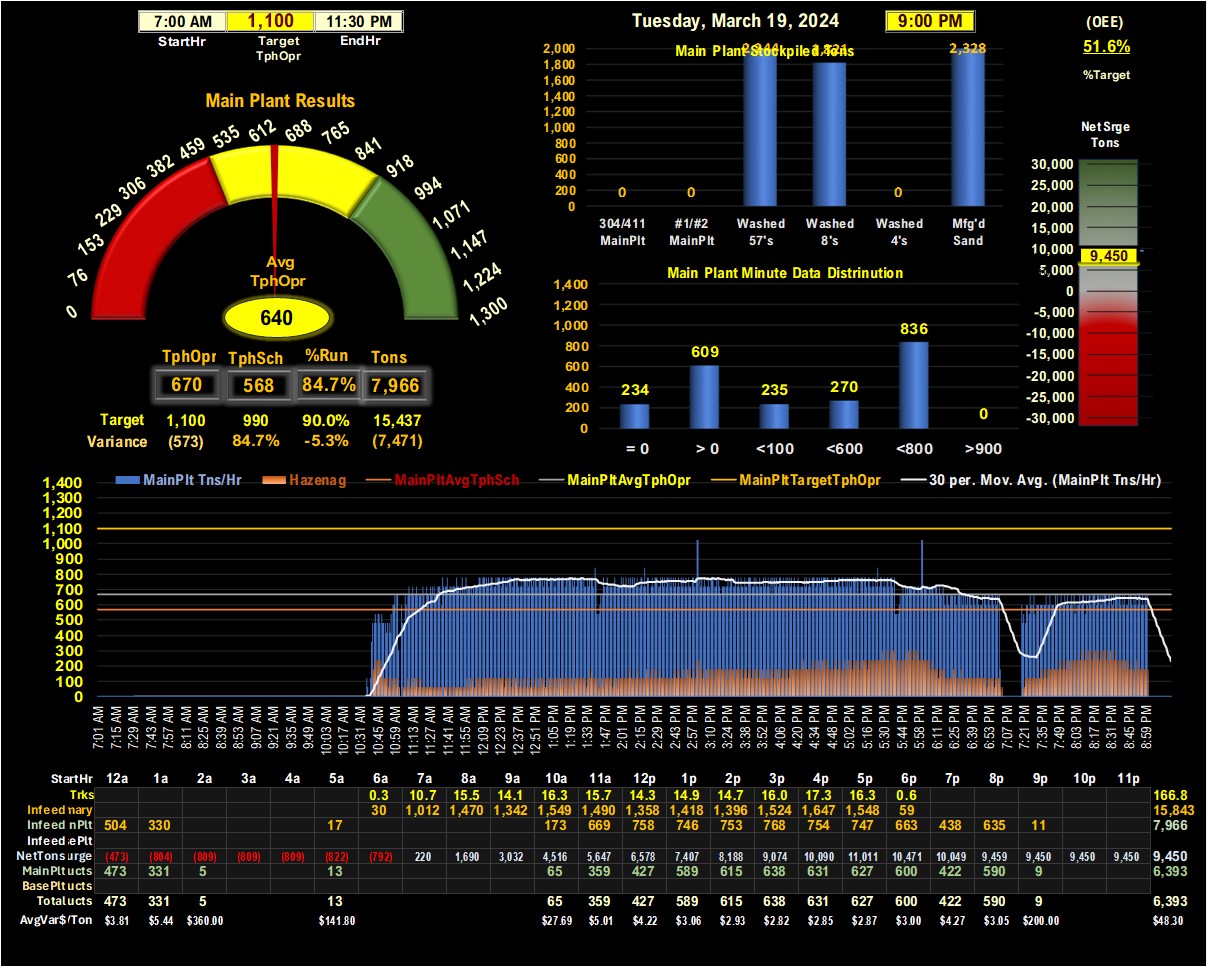 7:00 AM 1,100 11:30 PM
StartHr Target TphOpr EndHr
Tuesday, March 19, 2024 9:00 PM
(OEE)
51.6%
%Target
Main Plant Results
0 76 153 229 306 382 459 535 612 688 765 841 918 994 1,071 1,147 1,224 1,300
Avg
TphOpr
640
TphOpr TphSch %Run Tons
670 568 84.7% 7,966
Target 1,100 990 90.0% 15,437
Variance (573) 84.7% -5.3% (7,471)
Main Plant Stockpiled Tons
2,000
1,800
1,600
1,400
1,200
1,000
800
600
400
200
0
0 0 0 2,328
304/411 #1/#2 Washed Washed Washed Mfg'd
MainPlt MainPlt 57's 8's 4's Sand
Main Plant Minute Data Distrinution
1,400
1,200
1,000
800
600
400
200
0
234 609 235 270 836 0
= 0 > 0 <100 <600 <800 >900
Net Srge
Tons
30,000
25,000
20,000
15,000
10,000
9,450
5,000
0
-5,000
-10,000
-15,000
-20,000
-25,000
-30,000
MainPlt Tns/Hr Hazenag MainPltAvgTphSch MainPltAvgTphOpr MainPltTargetTphOpr 30 per. Mov. Avg. (MainPlt Tns/Hr)
1,400
1,300
1,200
1,100
1,000
900
800
700
600
500
400
300
200
100
0
7:01 AM 7:15 AM 7:29 AM 7:43 AM 7:57 AM 8:11 AM 8:25 AM 8:39 AM 8:53 AM 9:07 AM 9:21 AM 9:35 AM 9:49 AM 10:03 AM 10:17 AM 10:31 AM 10:45 AM 10:59 AM 11:13 AM 11:27 AM 11:41 AM 11:55 AM 12:09 PM 12:23 PM 12:37 PM 12:51 PM 1:05 PM 1:19 PM 1:33 PM 1:47 PM 2:01 PM 2:15 PM 2:29 PM 2:43 PM 2:57 PM 3:10 PM 3:24 PM 3:38 PM 3:52 PM 4:06 PM 4:20 PM 4:34 PM 4:48 PM 5:02 PM 5:16 PM 5:30 PM 5:44 PM 5:58 PM 6:11 PM 6:25 PM 6:39 PM 6:53 PM 7:07 PM 7:21 PM 7:35 PM 7:49 PM 8:03 PM 8:17 PM 8:31 PM 8:45 PM 8:59 PM
StartHr 12a 1a 2a 3a 4a 5a 6a 7a 8a 9a 10a 11a 12p 1p 2p 3p 4p 5p 6p 7p 8p 9p 10p 11p
Trks 0.3 10.7 15.5 14.1 16.3 15.7 14.3 14.9 14.7 16.0 17.3 16.3 0.6 166.8
Infeed mary 30 1,012 1,470 1,342 1,549 1,490 1,358 1,418 1,396 1,524 1,647 1,548 59 15,843
Infeed nPlt 504 330 17 173 669 758 746 753 768 754 747 663 438 635 11 7,966
Infeed ePlt
NetTonsurge (473) (804) (809) (809) (809) (822) (792) 220 1,690 3,032 4,516 5,647 6,578 7,407 8,188 9,074 10,090 11,011 10,471 10,049 9,459 9,450 9,450 9,450 9,450
MainPltucts 473 331 5 13 65 359 427 589 615 638 631 627 600 422 590 9 6,393
BasePltucts
Totalucts 473 331 5 13 65 359 427 589 615 638 631 627 600 422 590 9 6,393
AvgVar$/Ton $3.81 $5.44 $360.00 $141.80 $27.69 $5.01 $4.22 $3.06 $2.93 $2.82 $2.85 $2.87 $3.00 $4.27 $3.05 $200.00 $48.30